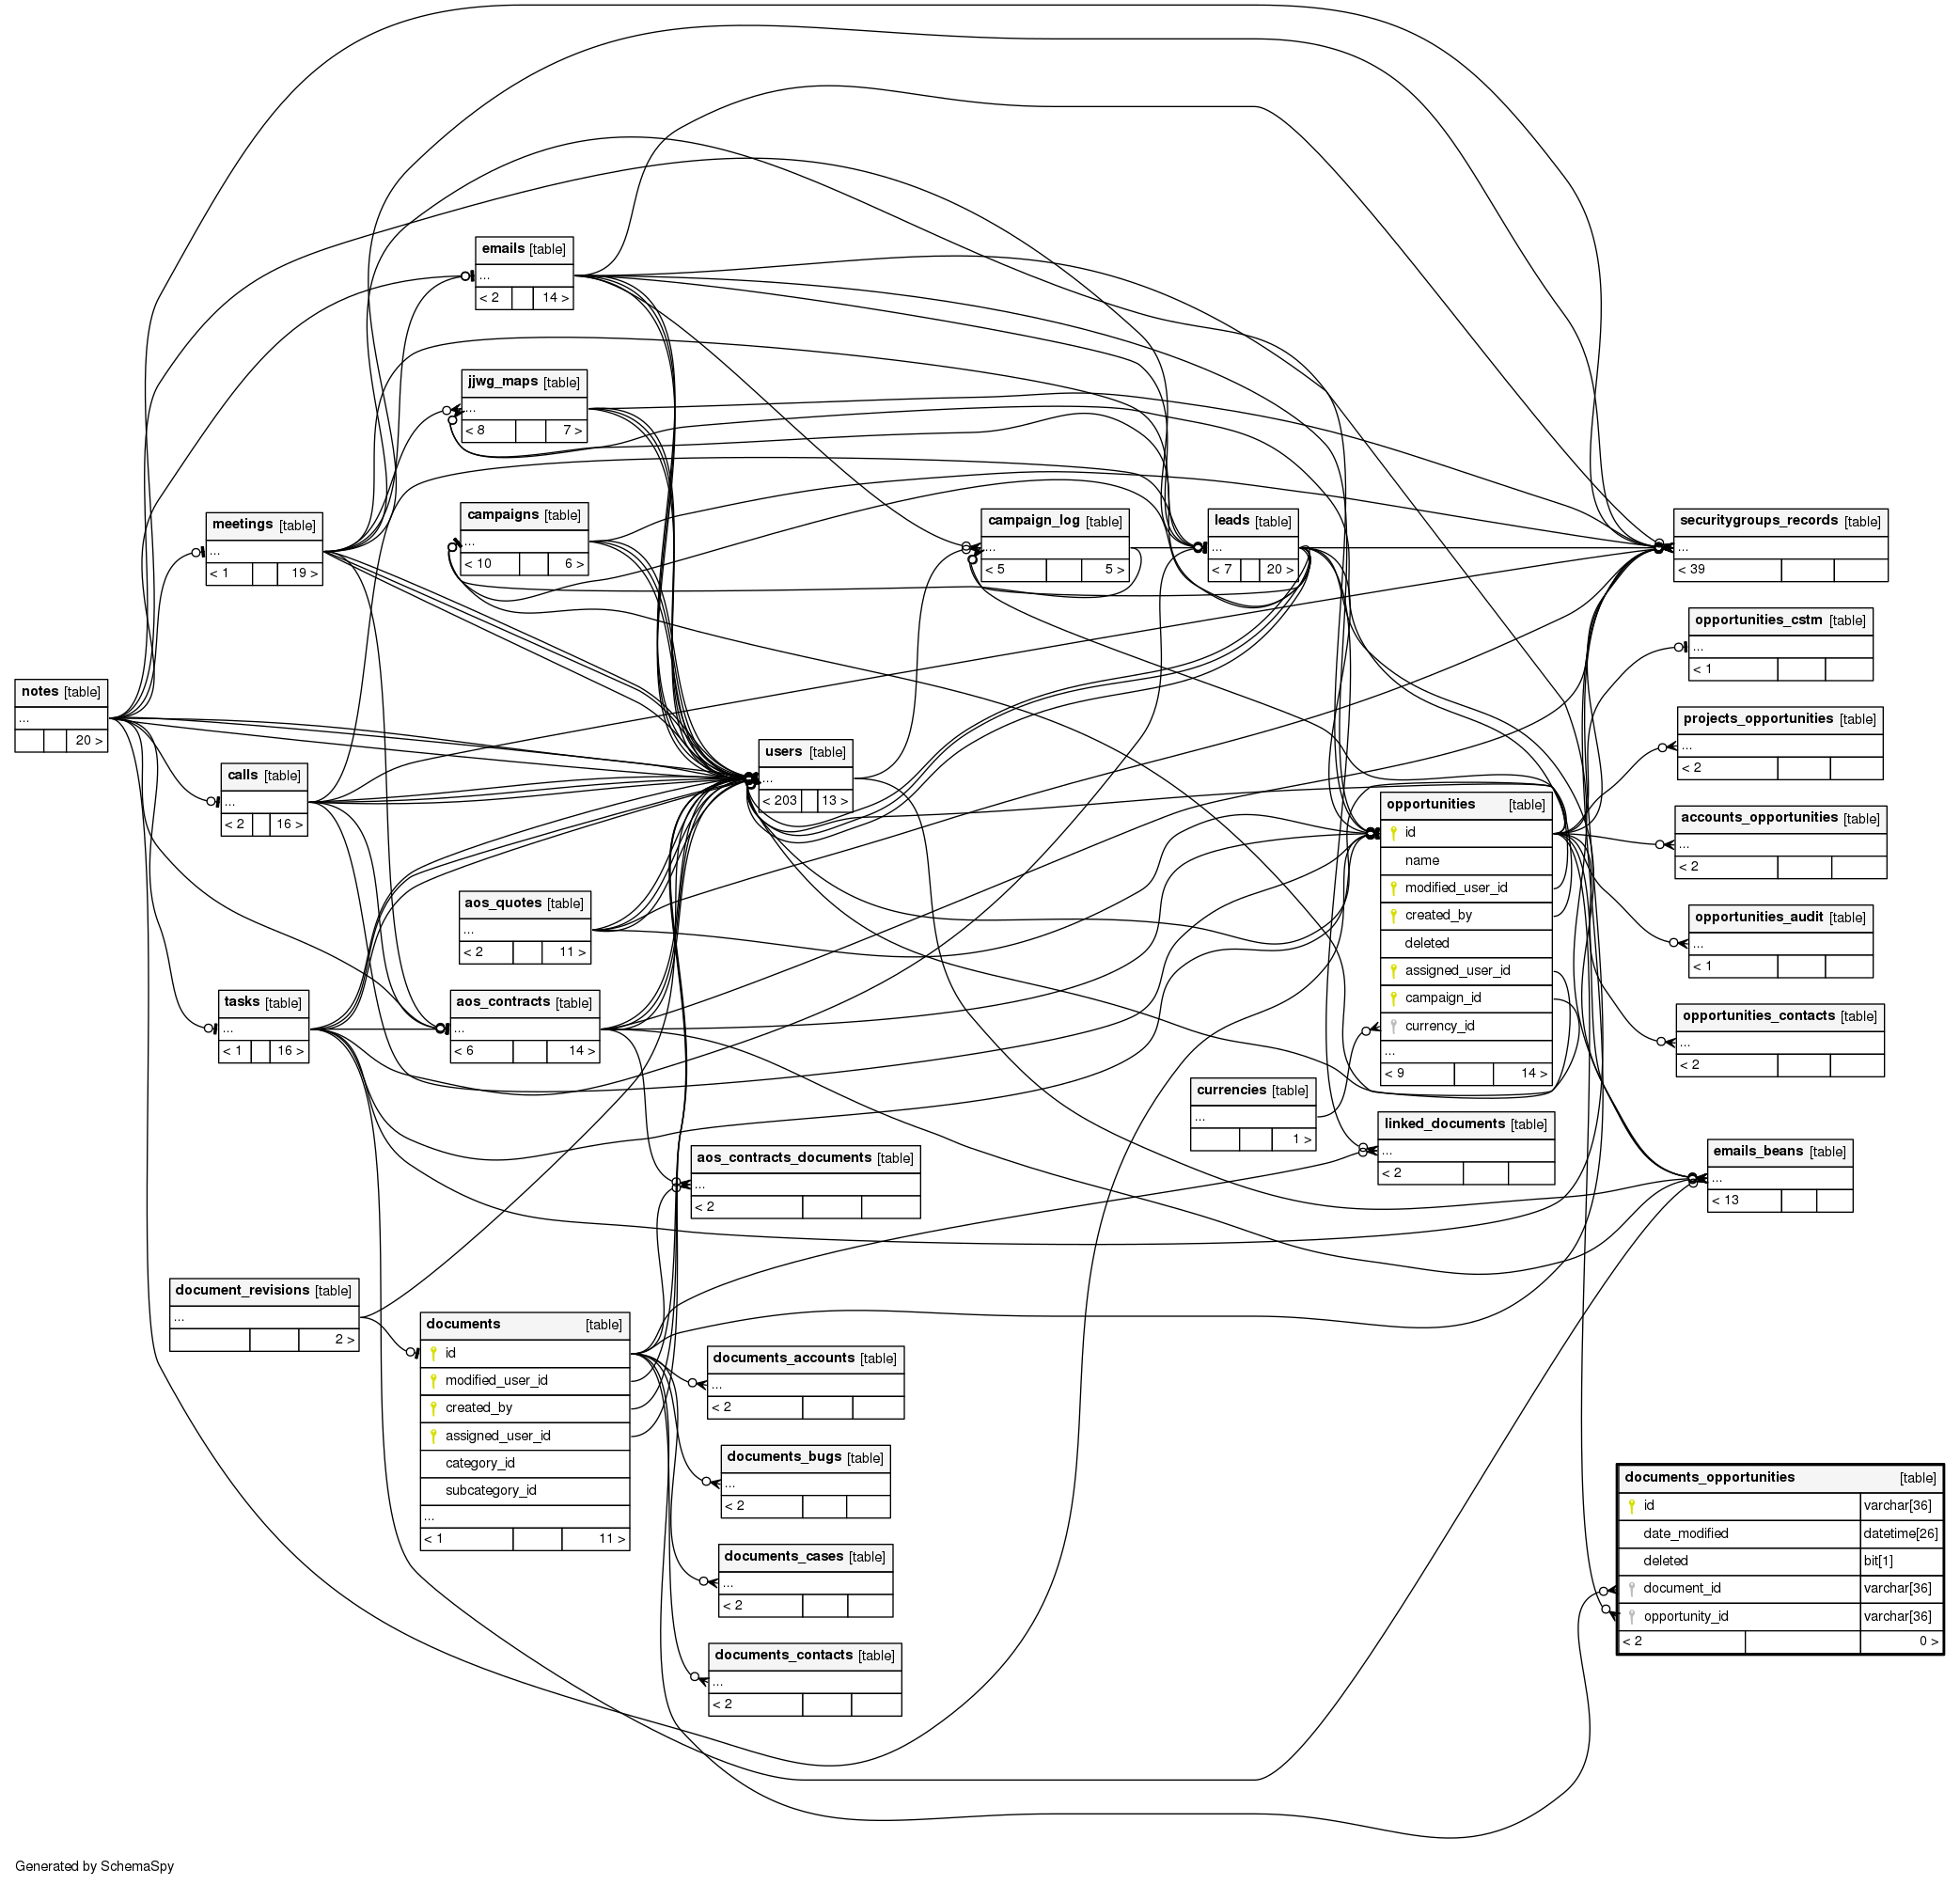 emails [table]
...
< 2 14 >
jjwg_maps [table]
...
< 8 7 >
meetings [table]
...
< 1 19 >
campaigns [table]
...
< 10 6 >
campaign_log [table]
...
< 5 5 >
leads [table]
...
< 7 20 >
securitygroups_records [table]
...
< 39
opportunities_cstm [table]
...
< 1
notes [table]
...
20 >
projects_opportunities [table]
...
< 2
calls [table]
...
< 2 16 >
users [table]
...
< 203 13 >
opportunities [table]
id
name
modified_user_id
created_by
deleted
assigned_user_id
campaign_id
currency_id
...
< 9 14 >
accounts_opportunities [table]
...
< 2
aos_quotes [table]
...
< 2 11 >
opportunities_audit [table]
...
< 1
tasks [table]
...
< 1 16 >
aos_contracts [table]
...
< 6 14 >
opportunities_contacts [table]
...
< 2
currencies [table]
...
1 >
linked_documents [table]
...
< 2
aos_contracts_documents [table]
...
< 2
emails_beans [table]
...
< 13
document_revisions [table]
...
2 >
documents [table]
id
modified_user_id
created_by
assigned_user_id
category_id
subcategory_id
...
< 1 11 >
documents_accounts [table]
...
< 2
documents_bugs [table]
...
< 2
documents_cases [table]
...
< 2
documents_contacts [table]
...
< 2
documents_opportunities [table]
id varchar[36]
date_modified datetime[26]
deleted bit[1]
document_id varchar[36]
opportunity_id varchar[36]
< 2 0 >
Generated by SchemaSpy